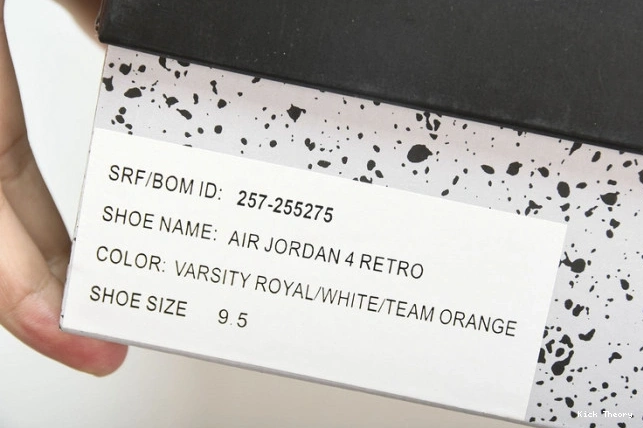 SRF/BOM ID: 257-255275
SHOE NAME: AIR JORDAN 4 RETRO
COLOR: VARSITY ROYAL/WHITE/TEAM ORANGE
SHOE SIZE 9.5
Kick Theory